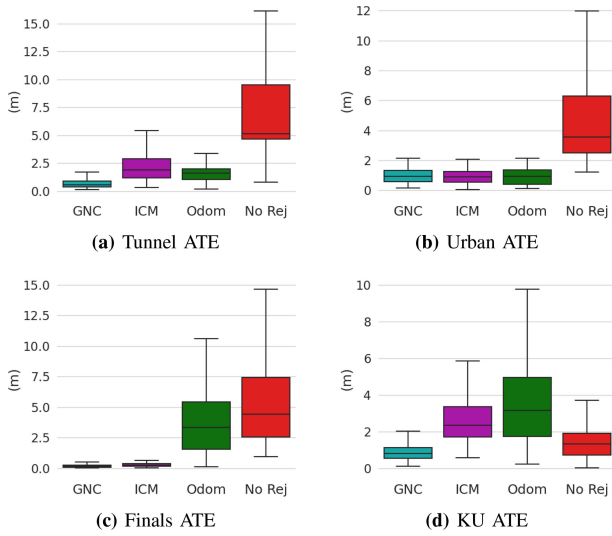 15.0
12.5
10.0
7.5
5.0
2.5
0.0
(m)
GNC ICM Odom No Rej
(a) Tunnel ATE
12
10
8
6
4
2
0
(m)
GNC ICM Odom No Rej
(b) Urban ATE
15.0
12.5
10.0
7.5
5.0
2.5
0.0
(m)
GNC ICM Odom No Rej
(c) Finals ATE
10
8
6
4
2
0
(m)
GNC ICM Odom No Rej
(d) KU ATE